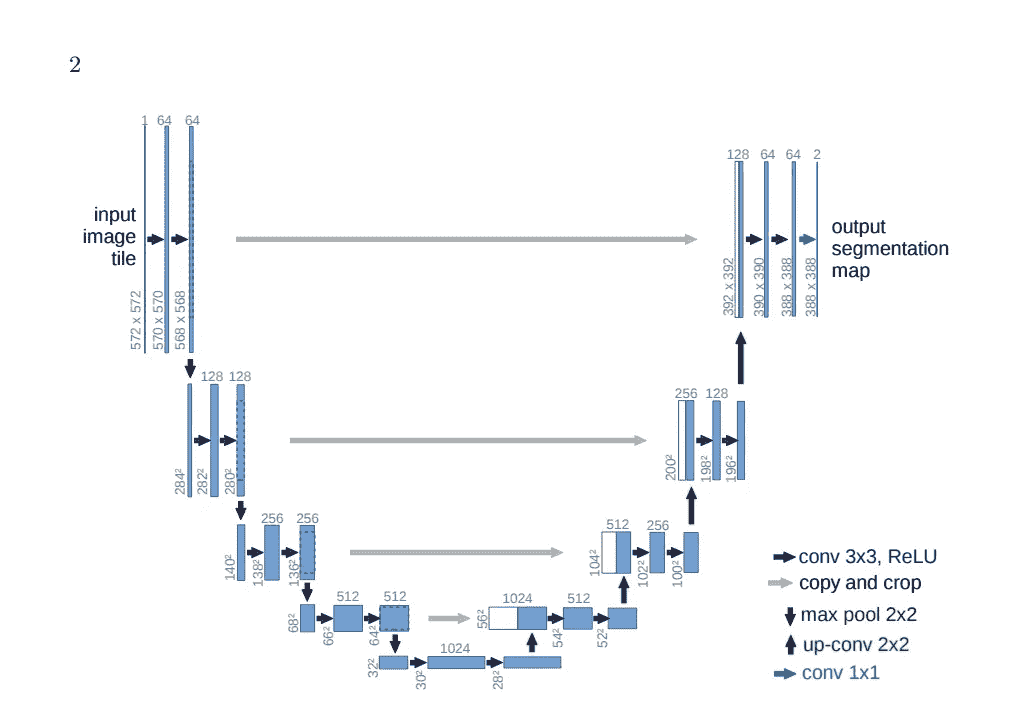 2
1 64 64
128 64 64 2
input
image
tile
output
segmentation
map
572 x 572
570 x 570
568 x 568
392 x 392
390 x 390
388 x 388
388 x 388
128 128
256 128
284²
282²
280²
200²
198²
196²
256 256
512 256
140²
138²
136²
104²
102²
100²
512 512
1024 512
68²
66²
64²
56²
54²
52²
1024
32²
30²
28²
conv 3x3, ReLU
copy and crop
max pool 2x2
up-conv 2x2
conv 1x1